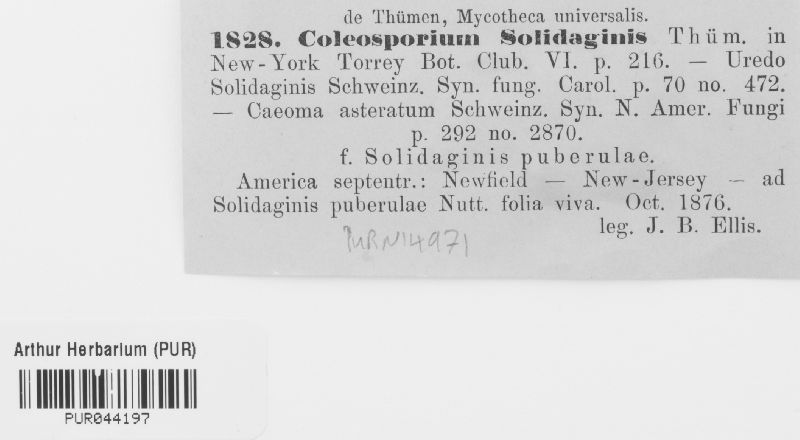 de Thümen, Mycotheca universalis.
1828. Coleosporium Solidaginis Thüm. in
New-York Torrey Bot. Club. VI. p. 216. — Uredo
Solidaginis Schweinz. Syn. fung. Carol. p. 70 no. 472.
— Caeoma asteratum Schweinz. Syn. N. Amer. Fungi
p. 292 no. 2870.
f. Solidaginis puberulae.
America septentr.: Newfield — New-Jersey — ad
Solidaginis puberulae Nutt. folia viva. Oct. 1876.
leg. J. B. Ellis.
PURN14971
Arthur Herbarium (PUR)
PUR044197